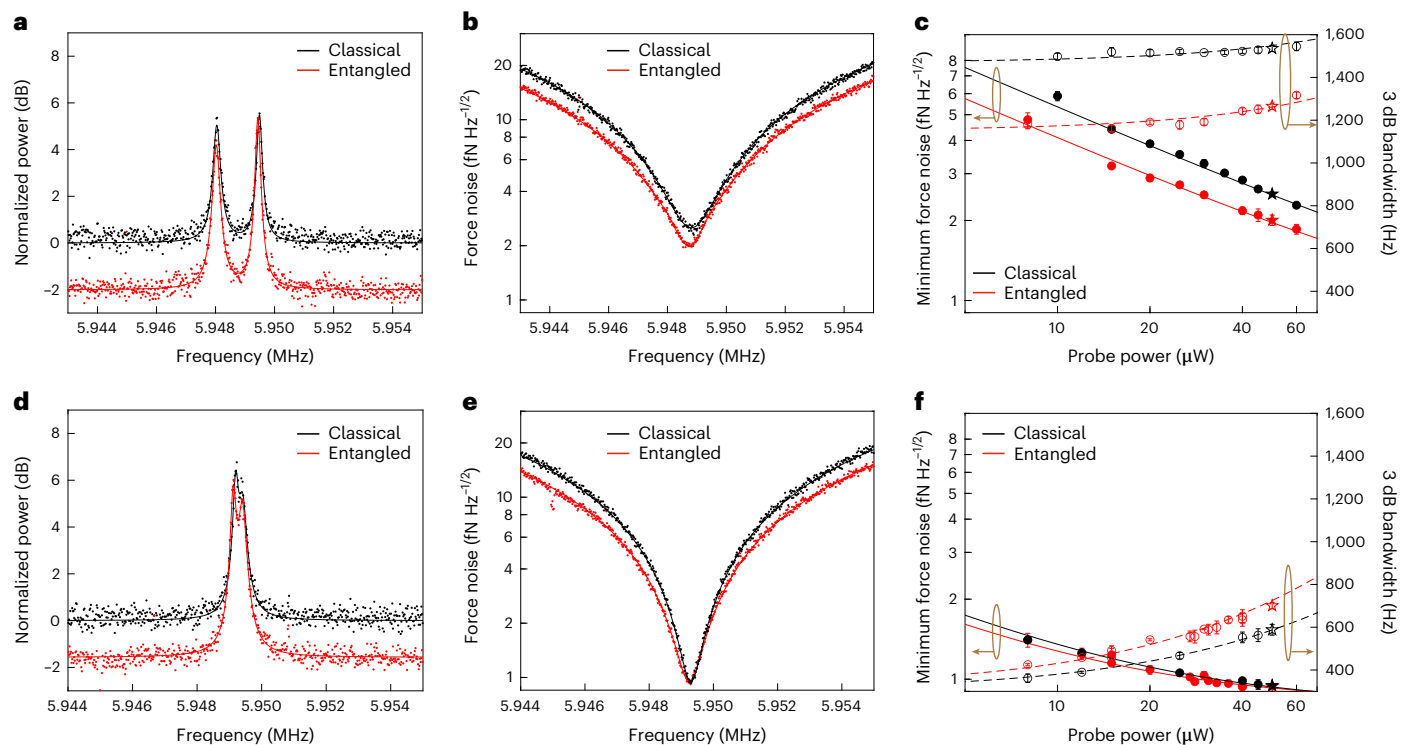 a
Normalized power (dB)
8
6
4
2
0
−2
Classical
Entangled
5.944 5.946 5.948 5.950 5.952 5.954
Frequency (MHz)
b
Force noise (fN Hz−1/2)
20
10
8
6
4
2
1
Classical
Entangled
5.944 5.946 5.948 5.950 5.952 5.954
Frequency (MHz)
c
Minimum force noise (fN Hz−1/2)
8
7
6
5
4
3
2
1
Classical
Entangled
10 20 40 60
Probe power (μW)
1,600
1,400
1,200
1,000
800
600
400
3 dB bandwidth (Hz)
d
Normalized power (dB)
8
6
4
2
0
−2
Classical
Entangled
5.944 5.946 5.948 5.950 5.952 5.954
Frequency (MHz)
e
Force noise (fN Hz−1/2)
20
10
8
6
4
2
1
Classical
Entangled
5.944 5.946 5.948 5.950 5.952 5.954
Frequency (MHz)
f
Minimum force noise (fN Hz−1/2)
8
7
6
5
4
3
2
1
Classical
Entangled
10 20 40 60
Probe power (μW)
1,600
1,400
1,200
1,000
800
600
400
3 dB bandwidth (Hz)